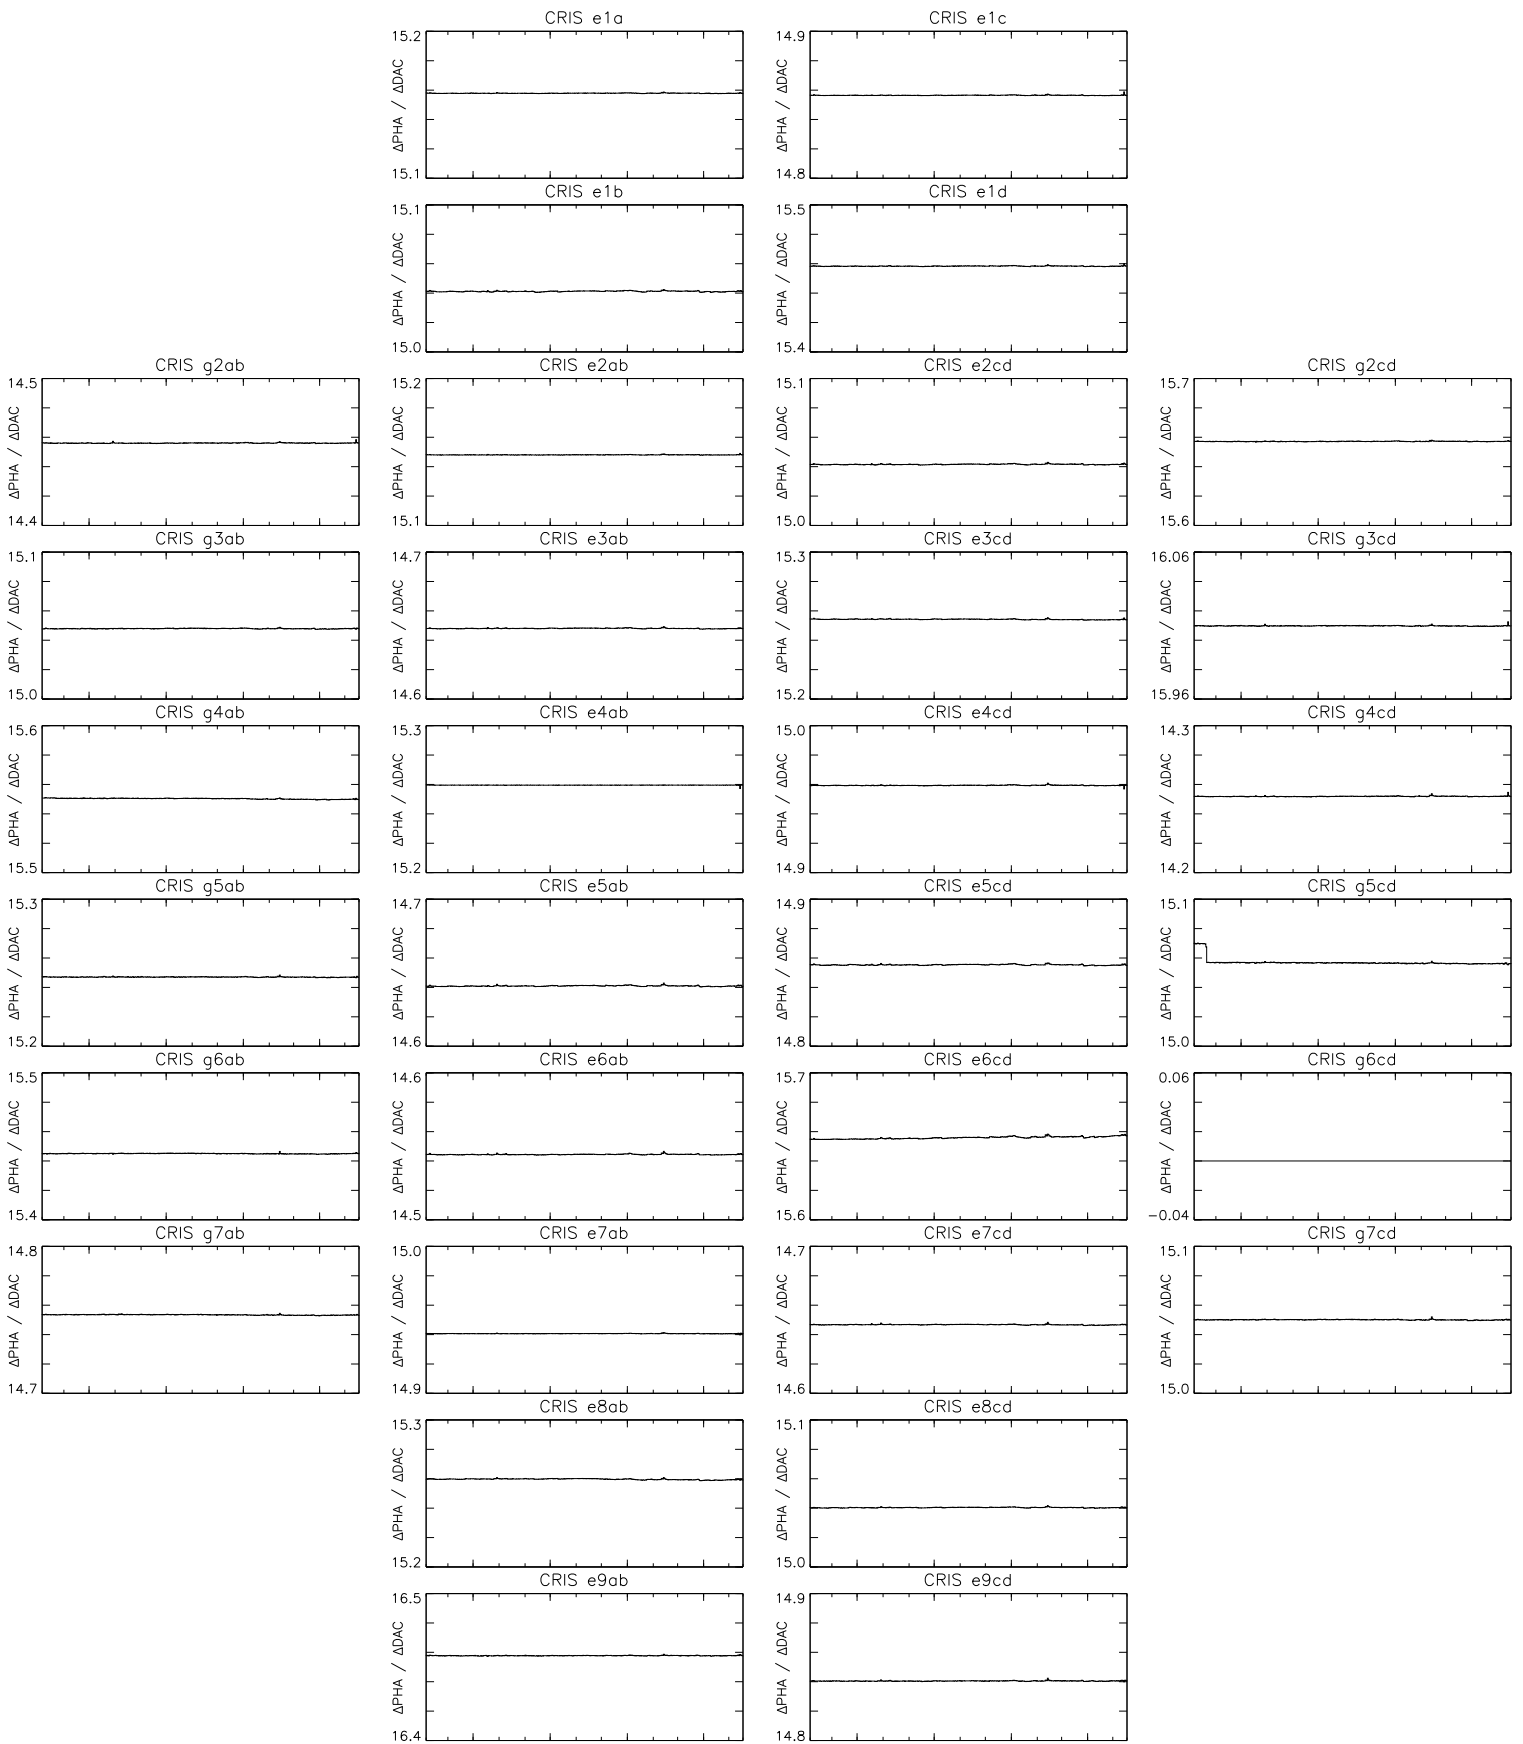 CRIS e1a
15.2
ΔPHA / ΔDAC
15.1
CRIS e1c
14.9
ΔPHA / ΔDAC
14.8
CRIS e1b
15.1
ΔPHA / ΔDAC
15.0
CRIS e1d
15.5
ΔPHA / ΔDAC
15.4
CRIS g2ab
14.5
ΔPHA / ΔDAC
14.4
CRIS e2ab
15.2
ΔPHA / ΔDAC
15.1
CRIS e2cd
15.1
ΔPHA / ΔDAC
15.0
CRIS g2cd
15.7
ΔPHA / ΔDAC
15.6
CRIS g3ab
15.1
ΔPHA / ΔDAC
15.0
CRIS e3ab
14.7
ΔPHA / ΔDAC
14.6
CRIS e3cd
15.3
ΔPHA / ΔDAC
15.2
CRIS g3cd
16.06
ΔPHA / ΔDAC
15.96
CRIS g4ab
15.6
ΔPHA / ΔDAC
15.5
CRIS e4ab
15.3
ΔPHA / ΔDAC
15.2
CRIS e4cd
15.0
ΔPHA / ΔDAC
14.9
CRIS g4cd
14.3
ΔPHA / ΔDAC
14.2
CRIS g5ab
15.3
ΔPHA / ΔDAC
15.2
CRIS e5ab
14.7
ΔPHA / ΔDAC
14.6
CRIS e5cd
14.9
ΔPHA / ΔDAC
14.8
CRIS g5cd
15.1
ΔPHA / ΔDAC
15.0
CRIS g6ab
15.5
ΔPHA / ΔDAC
15.4
CRIS e6ab
14.6
ΔPHA / ΔDAC
14.5
CRIS e6cd
15.7
ΔPHA / ΔDAC
15.6
CRIS g6cd
0.06
ΔPHA / ΔDAC
-0.04
CRIS g7ab
14.8
ΔPHA / ΔDAC
14.7
CRIS e7ab
15.0
ΔPHA / ΔDAC
14.9
CRIS e7cd
14.7
ΔPHA / ΔDAC
14.6
CRIS g7cd
15.1
ΔPHA / ΔDAC
15.0
CRIS e8ab
15.3
ΔPHA / ΔDAC
15.2
CRIS e8cd
15.1
ΔPHA / ΔDAC
15.0
CRIS e9ab
16.5
ΔPHA / ΔDAC
16.4
CRIS e9cd
14.9
ΔPHA / ΔDAC
14.8